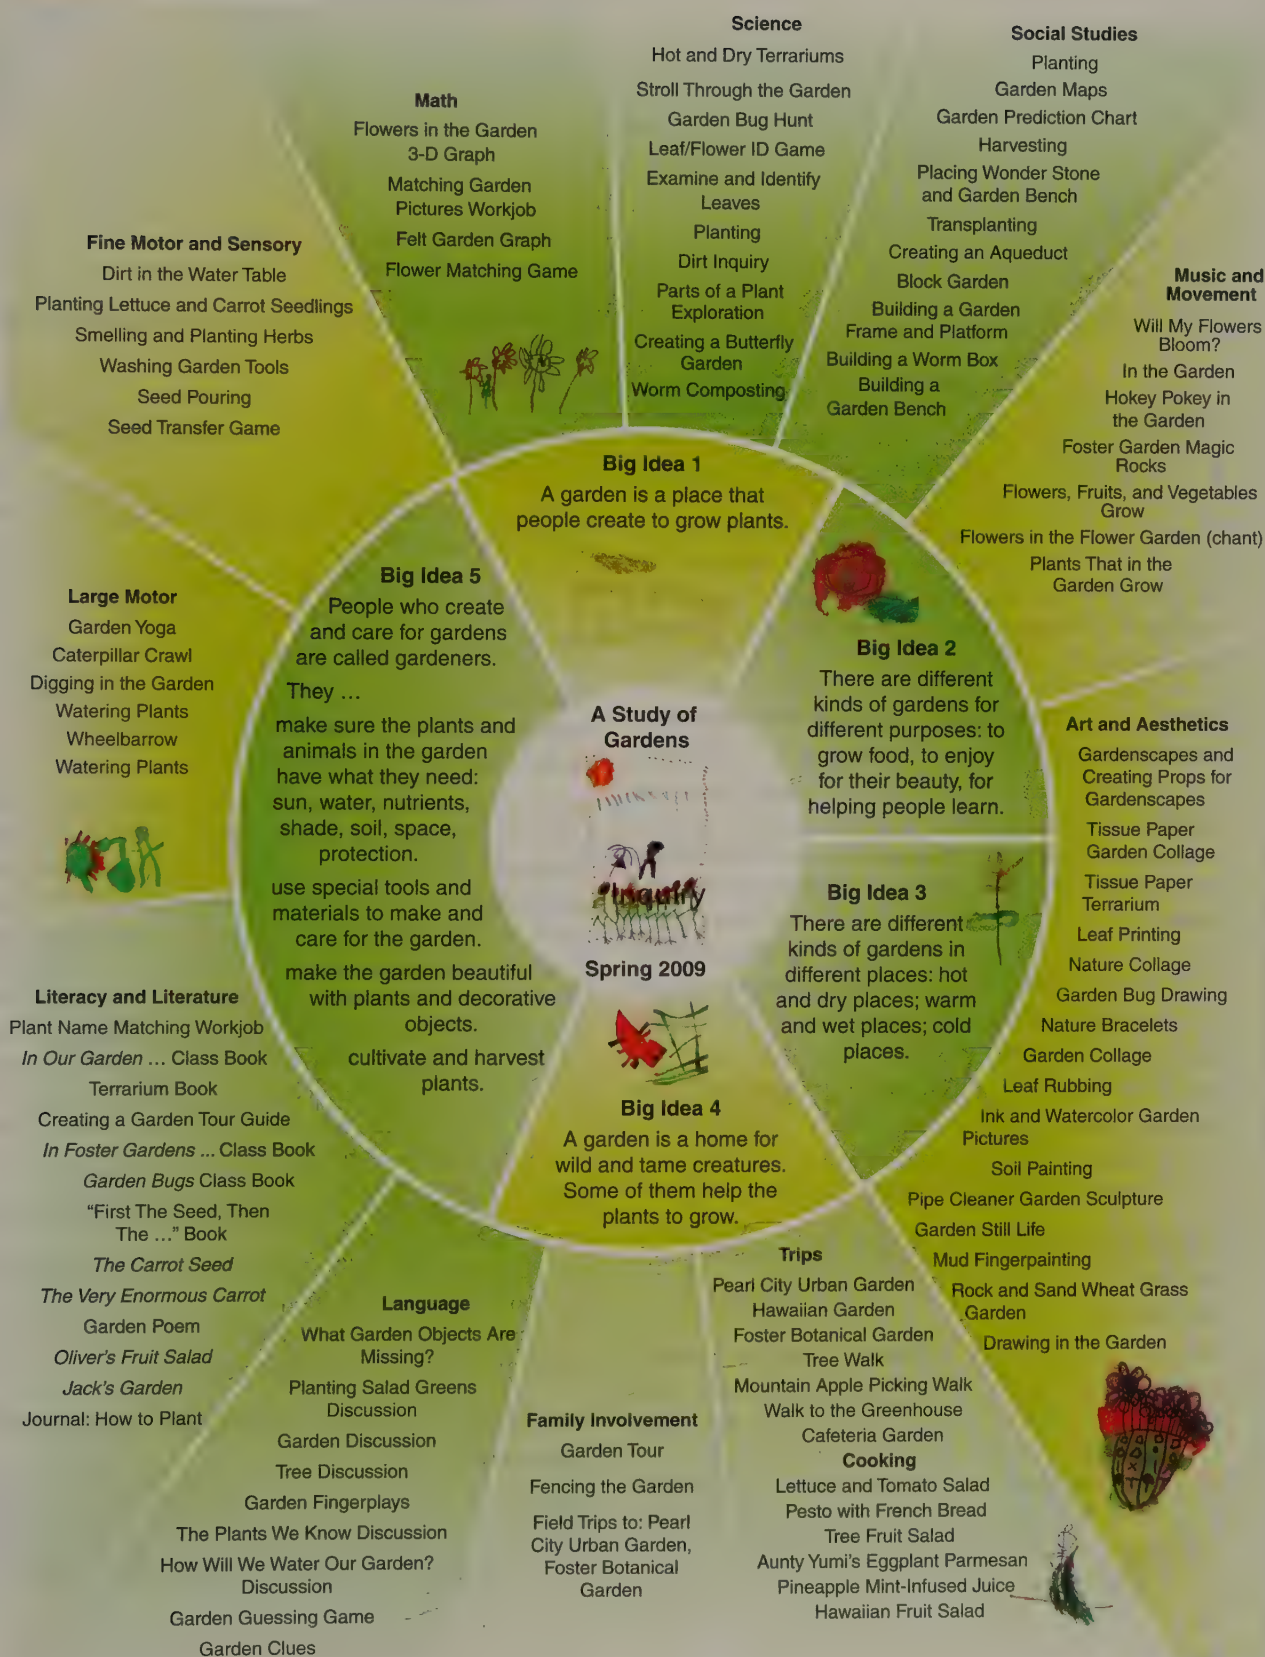 Science
Hot and Dry Terrariums
Stroll Through the Garden
Garden Bug Hunt
Leaf/Flower ID Game
Examine and Identify
Leaves
Planting
Dirt Inquiry
Parts of a Plant
Exploration
Creating a Butterfly
Garden
Worm Composting
Social Studies
Planting
Garden Maps
Garden Prediction Chart
Harvesting
Placing Wonder Stone
and Garden Bench
Transplanting
Creating an Aqueduct
Block Garden
Building a Garden
Frame and Platform
Building a Worm Box
Building a
Garden Bench
Math
Flowers in the Garden
3-D Graph
Matching Garden
Pictures Workjob
Felt Garden Graph
Flower Matching Game
Fine Motor and Sensory
Dirt in the Water Table
Planting Lettuce and Carrot Seedlings
Smelling and Planting Herbs
Washing Garden Tools
Seed Pouring
Seed Transfer Game
Music and
Movement
Will My Flowers
Bloom?
In the Garden
Hokey Pokey in
the Garden
Foster Garden Magic
Rocks
Flowers, Fruits, and Vegetables
Grow
Flowers in the Flower Garden (chant)
Plants That in the
Garden Grow
Big Idea 1
A garden is a place that
people create to grow plants.
Big Idea 5
People who create
and care for gardens
are called gardeners.
They ...
make sure the plants and
animals in the garden
have what they need:
sun, water, nutrients,
shade, soil, space,
protection.
use special tools and
materials to make and
care for the garden.
make the garden beautiful
with plants and decorative
objects.
cultivate and harvest
plants.
Big Idea 2
There are different
kinds of gardens for
different purposes: to
grow food, to enjoy
for their beauty, for
helping people learn.
A Study of
Gardens
Inquiry
Spring 2009
Big Idea 3
There are different
kinds of gardens in
different places: hot
and dry places; warm
and wet places; cold
places.
Big Idea 4
A garden is a home for
wild and tame creatures.
Some of them help the
plants to grow.
Large Motor
Garden Yoga
Caterpillar Crawl
Digging in the Garden
Watering Plants
Wheelbarrow
Watering Plants
Art and Aesthetics
Gardenscapes and
Creating Props for
Gardenscapes
Tissue Paper
Garden Collage
Tissue Paper
Terrarium
Leaf Printing
Nature Collage
Garden Bug Drawing
Nature Bracelets
Garden Collage
Leaf Rubbing
Ink and Watercolor Garden
Pictures
Soil Painting
Pipe Cleaner Garden Sculpture
Garden Still Life
Mud Fingerpainting
Rock and Sand Wheat Grass
Garden
Drawing in the Garden
Literacy and Literature
Plant Name Matching Workjob
In Our Garden ... Class Book
Terrarium Book
Creating a Garden Tour Guide
In Foster Gardens ... Class Book
Garden Bugs Class Book
"First The Seed, Then
The ..." Book
The Carrot Seed
The Very Enormous Carrot
Garden Poem
Oliver's Fruit Salad
Jack's Garden
Journal: How to Plant
Language
What Garden Objects Are
Missing?
Planting Salad Greens
Discussion
Garden Discussion
Tree Discussion
Garden Fingerplays
The Plants We Know Discussion
How Will We Water Our Garden?
Discussion
Garden Guessing Game
Garden Clues
Family Involvement
Garden Tour
Fencing the Garden
Field Trips to: Pearl
City Urban Garden,
Foster Botanical
Garden
Trips
Pearl City Urban Garden
Hawaiian Garden
Foster Botanical Garden
Tree Walk
Mountain Apple Picking Walk
Walk to the Greenhouse
Cafeteria Garden
Cooking
Lettuce and Tomato Salad
Pesto with French Bread
Tree Fruit Salad
Aunty Yumi's Eggplant Parmesan
Pineapple Mint-Infused Juice
Hawaiian Fruit Salad